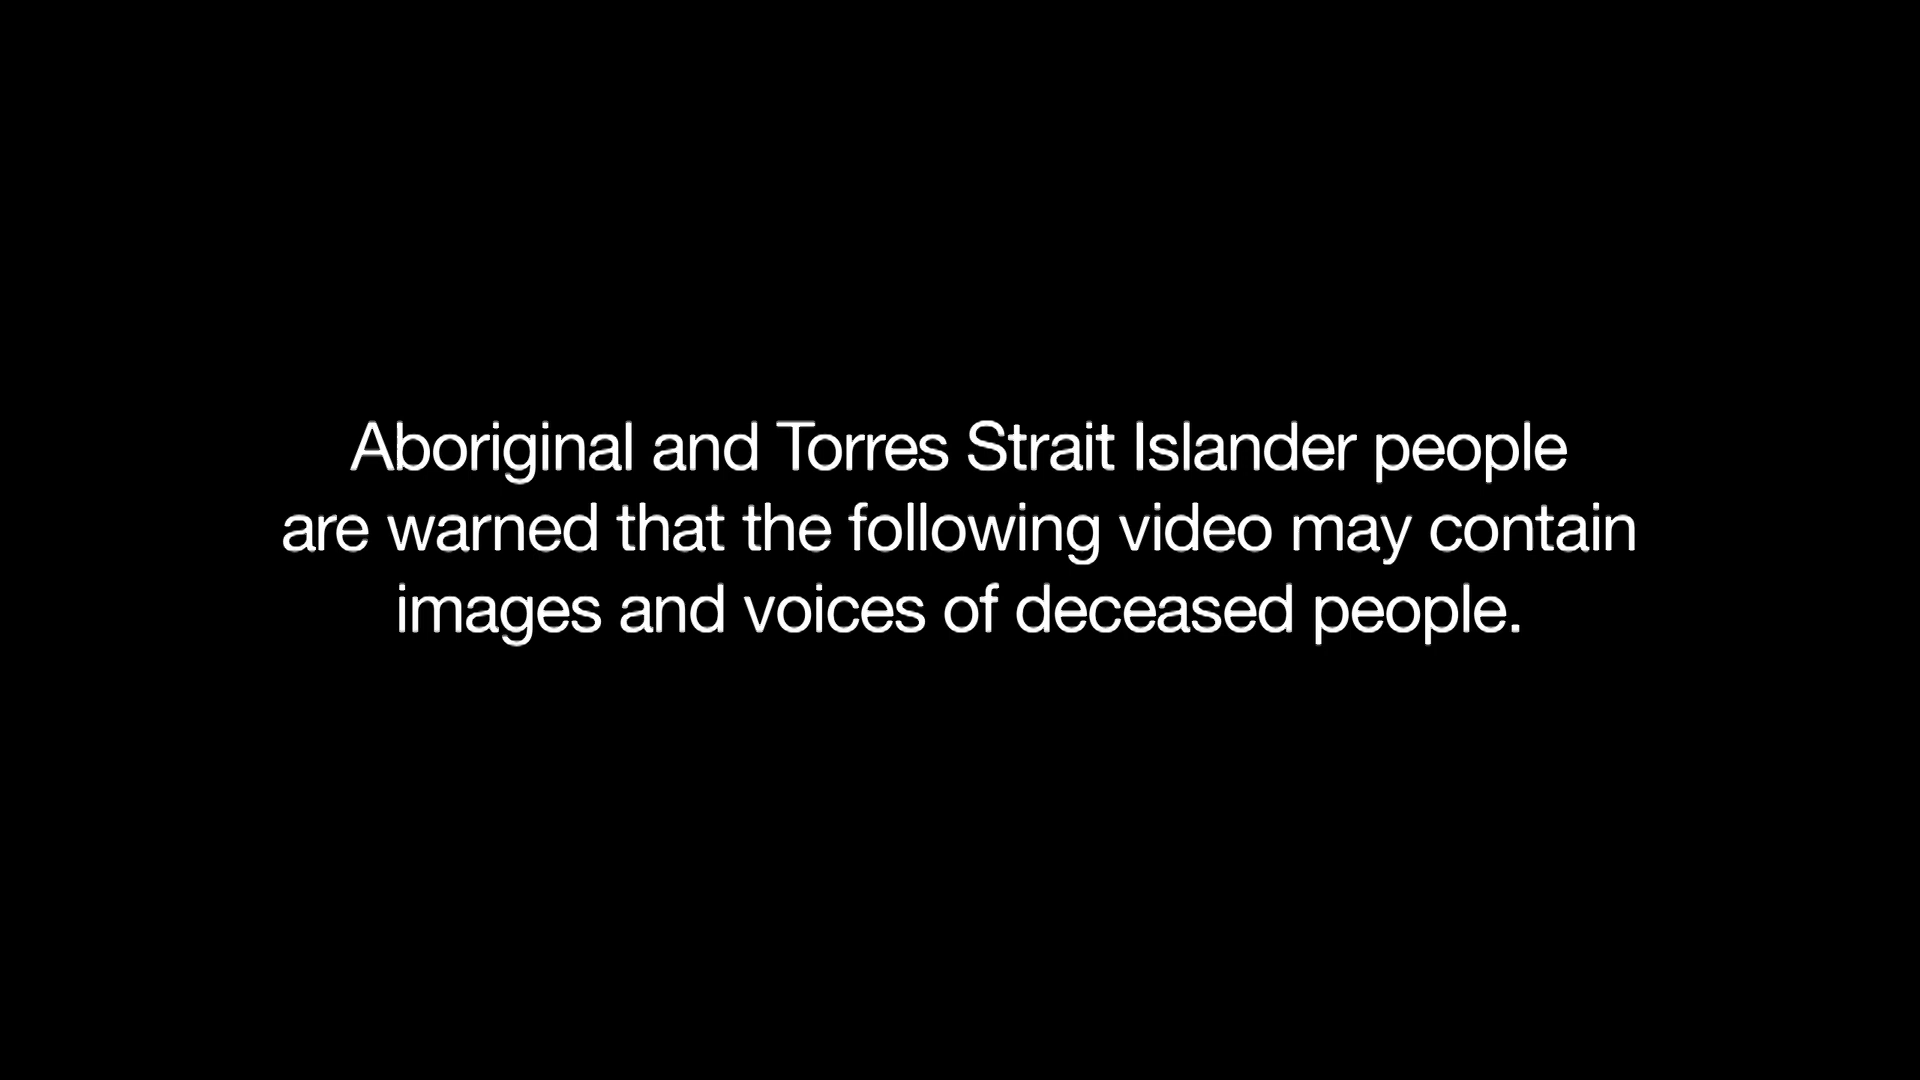 Aboriginal and Torres Strait Islander people
are warned that the following video may contain
images and voices of deceased people.